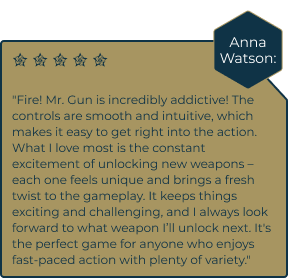 Anna
Watson:
"Fire! Mr. Gun is incredibly addictive! The
controls are smooth and intuitive, which
makes it easy to get right into the action.
What I love most is the constant
excitement of unlocking new weapons –
each one feels unique and brings a fresh
twist to the gameplay. It keeps things
exciting and challenging, and I always look
forward to what weapon I'll unlock next. It's
the perfect game for anyone who enjoys
fast-paced action with plenty of variety."